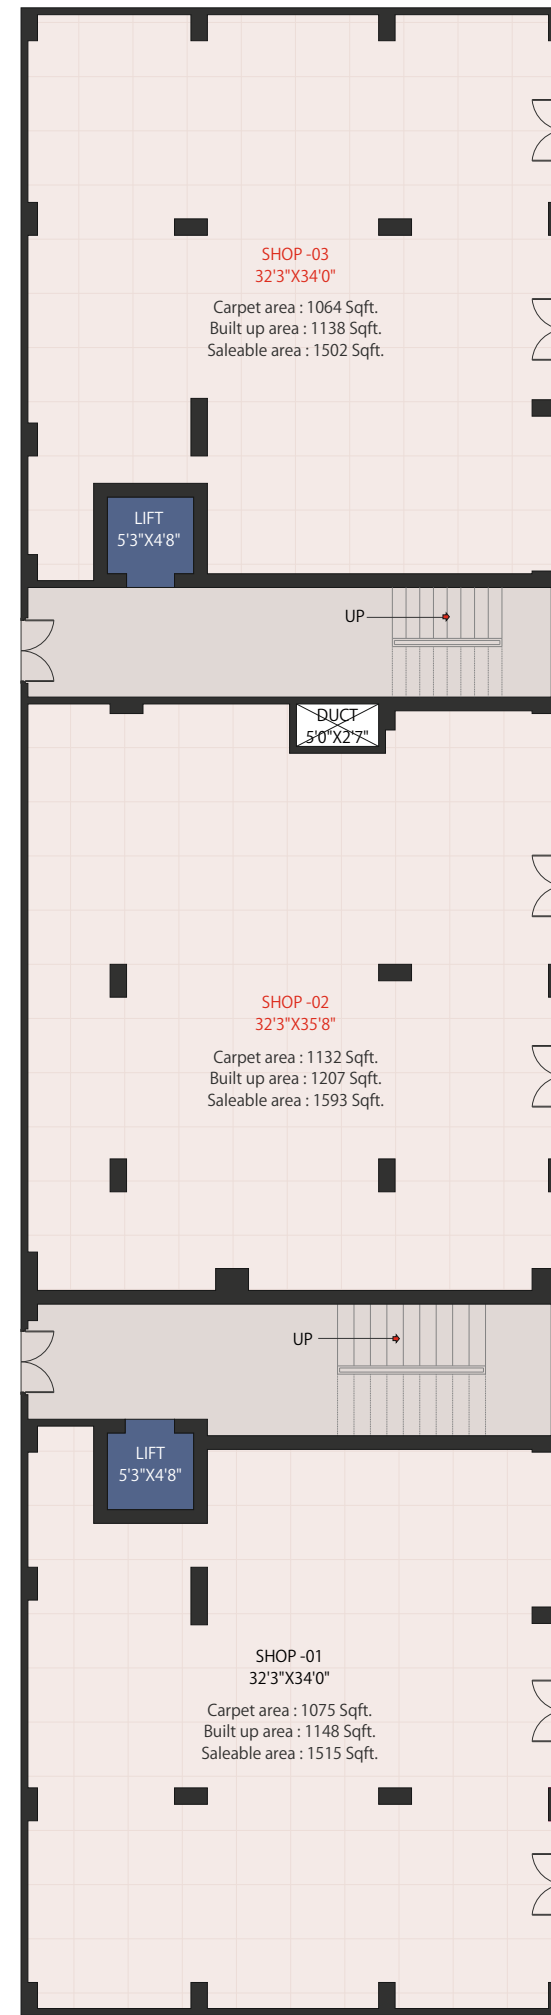 SHOP -03
32'3"X34'0"
Carpet area : 1064 Sqft.
Built up area : 1138 Sqft.
Saleable area : 1502 Sqft.
LIFT
5'3"X4'8"
UP
DUCT
5'0"X2'7"
SHOP -02
32'3"X35'8"
Carpet area : 1132 Sqft.
Built up area : 1207 Sqft.
Saleable area : 1593 Sqft.
UP
LIFT
5'3"X4'8"
SHOP -01
32'3"X34'0"
Carpet area : 1075 Sqft.
Built up area : 1148 Sqft.
Saleable area : 1515 Sqft.